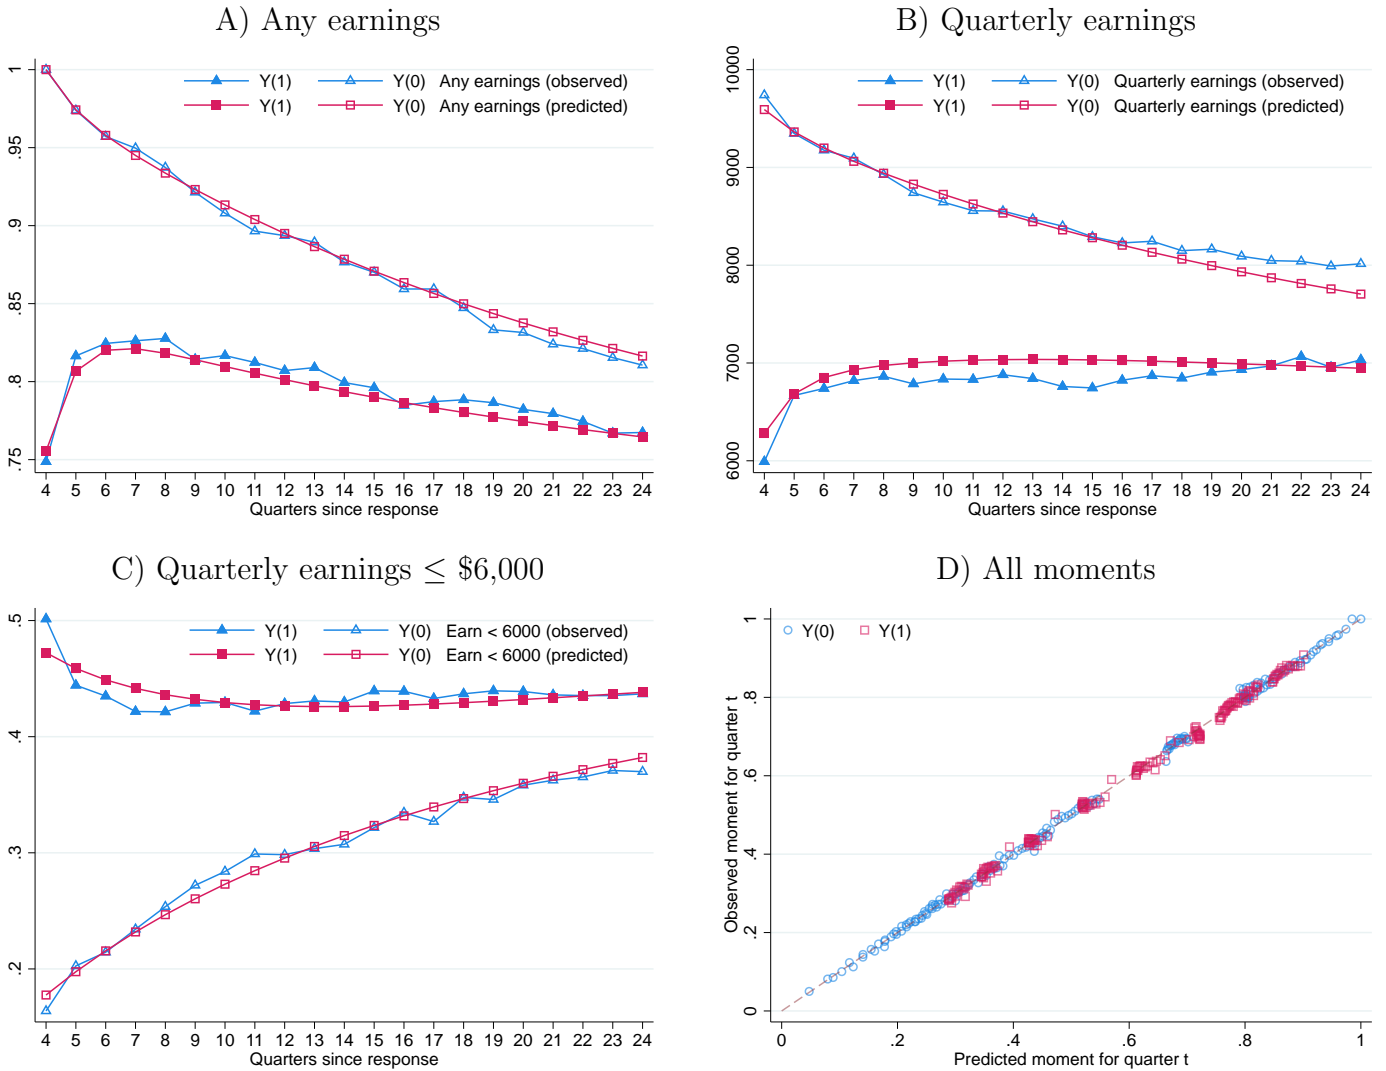 A) Any earnings
1
.95
.9
.85
.8
.75
Y(1) Y(0) Any earnings (observed)
Y(1) Y(0) Any earnings (predicted)
4 5 6 7 8 9 10 11 12 13 14 15 16 17 18 19 20 21 22 23 24
Quarters since response
B) Quarterly earnings
10000
9000
8000
7000
6000
Y(1) Y(0) Quarterly earnings (observed)
Y(1) Y(0) Quarterly earnings (predicted)
4 5 6 7 8 9 10 11 12 13 14 15 16 17 18 19 20 21 22 23 24
Quarters since response
C) Quarterly earnings ≤ $6,000
.5
.4
.3
.2
Y(1) Y(0) Earn < 6000 (observed)
Y(1) Y(0) Earn < 6000 (predicted)
4 5 6 7 8 9 10 11 12 13 14 15 16 17 18 19 20 21 22 23 24
Quarters since response
D) All moments
Observed moment for quarter t
1
.8
.6
.4
.2
0
Y(0) Y(1)
0 .2 .4 .6 .8 1
Predicted moment for quarter t